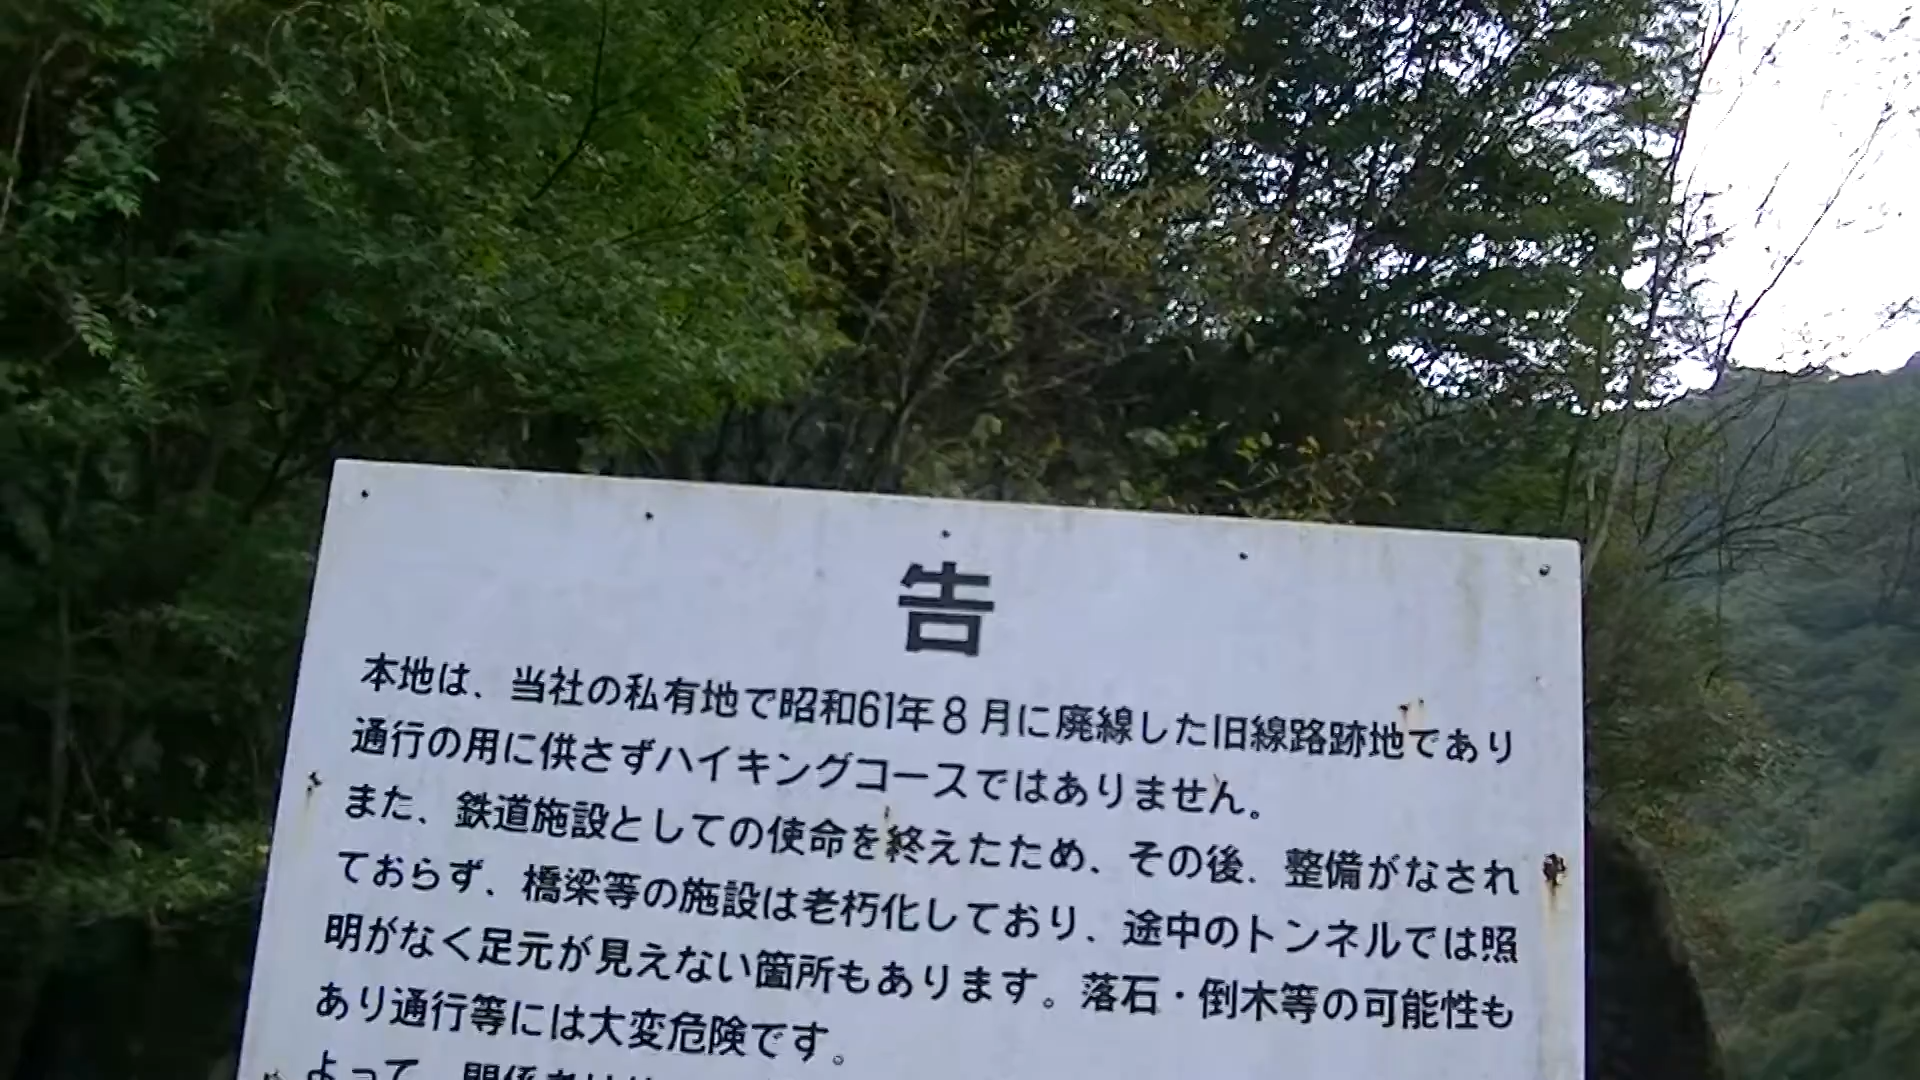 告
本地は、当社の私有地で昭和61年8月に廃線した旧線路跡地であり
通行の用に供さずハイキングコースではありません。
また、鉄道施設としての使命を終えたため、その後、整備がなされ
ておらず、橋梁等の施設は老朽化しており、途中のトンネルでは照
明がなく足元が見えない箇所もあります。落石・倒木等の可能性も
あり通行等には大変危険です。
よって、関係者